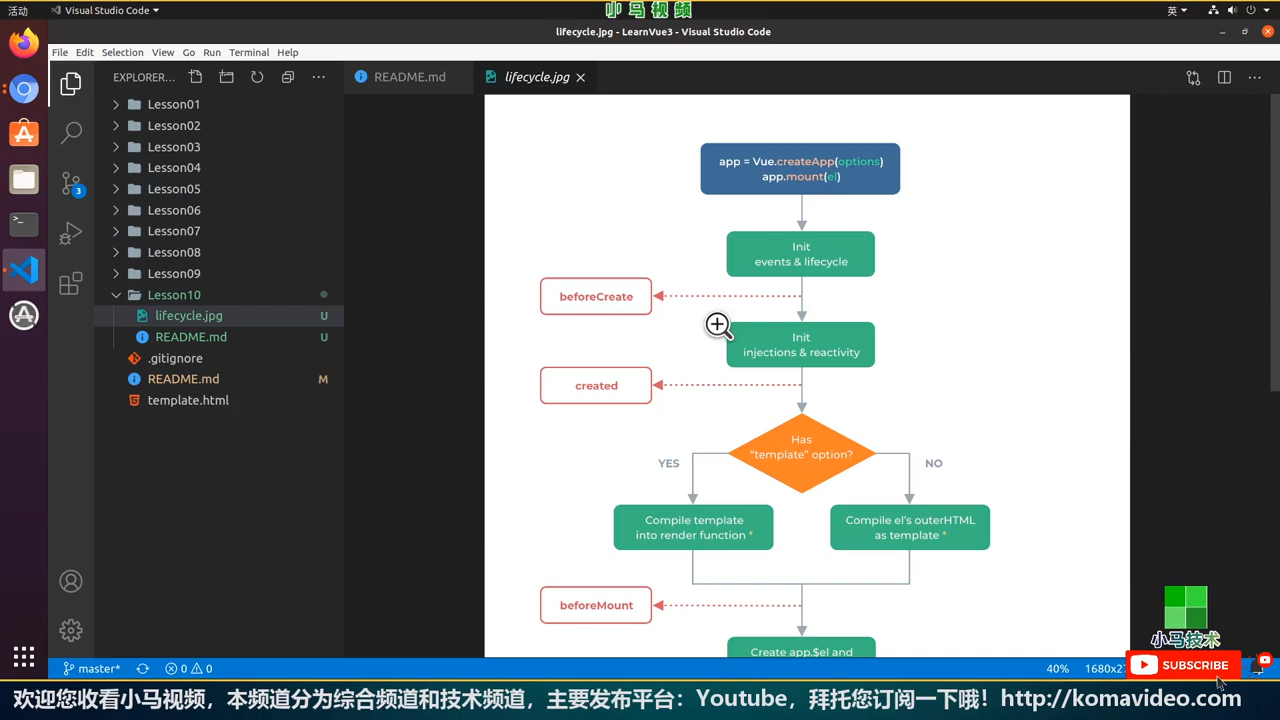 活动
Visual Studio Code
小马视频
英
lifecycle.jpg - LearnVue3 - Visual Studio Code
File Edit Selection View Go Run Terminal Help
EXPLORER...
README.md
lifecycle.jpg
Lesson01
Lesson02
Lesson03
Lesson04
Lesson05
Lesson06
Lesson07
Lesson08
Lesson09
Lesson10
lifecycle.jpg U
README.md U
.gitignore
README.md M
template.html
3
app = Vue.createApp(options)
app.mount(el)
Init
events & lifecycle
beforeCreate
Init
injections & reactivity
created
Has
“template” option?
YES
NO
Compile template
into render function *
Compile el’s outerHTML
as template *
beforeMount
Create app.$el and
小马技术
SUBSCRIBE
master*
0
0
40%
欢迎您收看小马视频，本频道分为综合频道和技术频道，主要发布平台：Youtube，拜托您订阅一下哦！http://komavideo.com